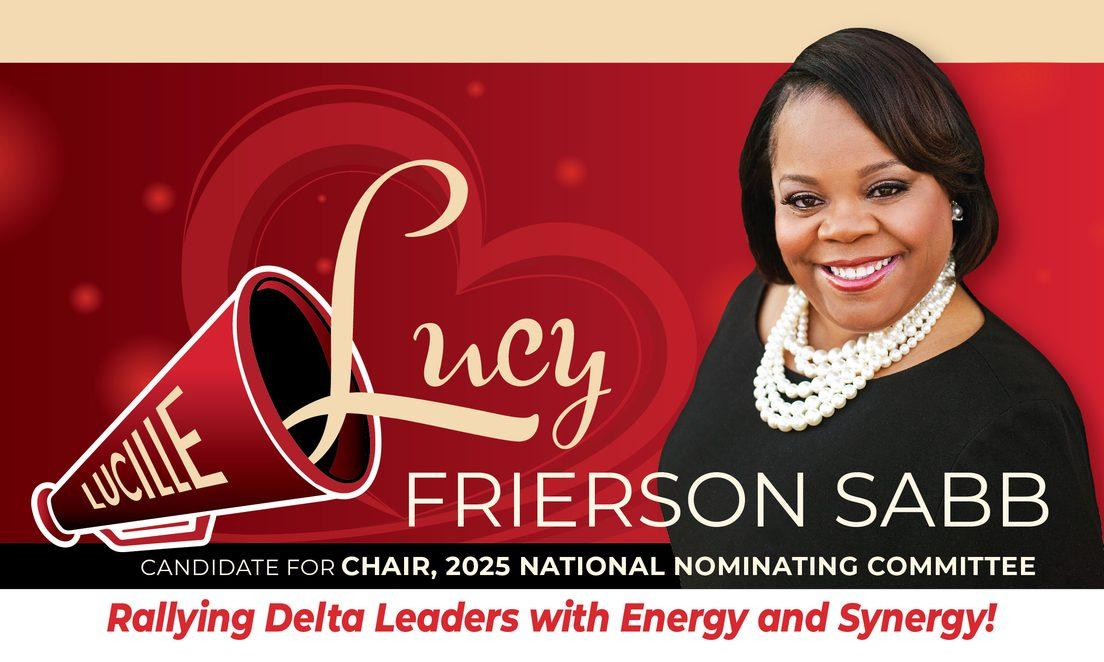 LUCILLE
Lucy
FRIERSON SABB
CANDIDATE FOR CHAIR, 2025 NATIONAL NOMINATING COMMITTEE
Rallying Delta Leaders with Energy and Synergy!